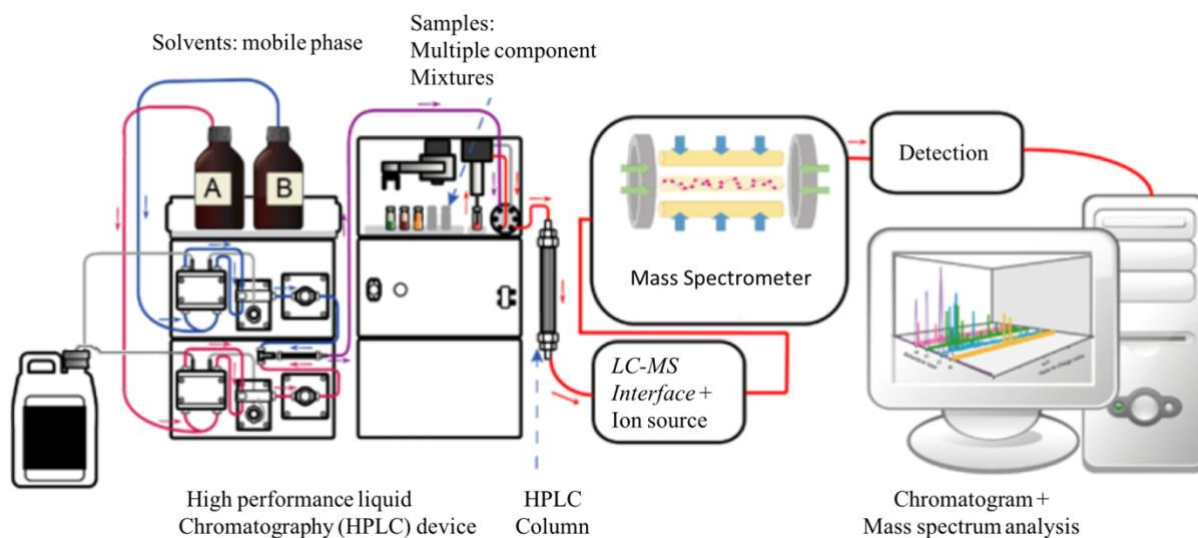 Solvents: mobile phase
Samples:
Multiple component
Mixtures
A
B
Mass Spectrometer
Detection
LC-MS
Interface +
Ion source
High performance liquid
Chromatography (HPLC) device
HPLC
Column
Chromatogram +
Mass spectrum analysis